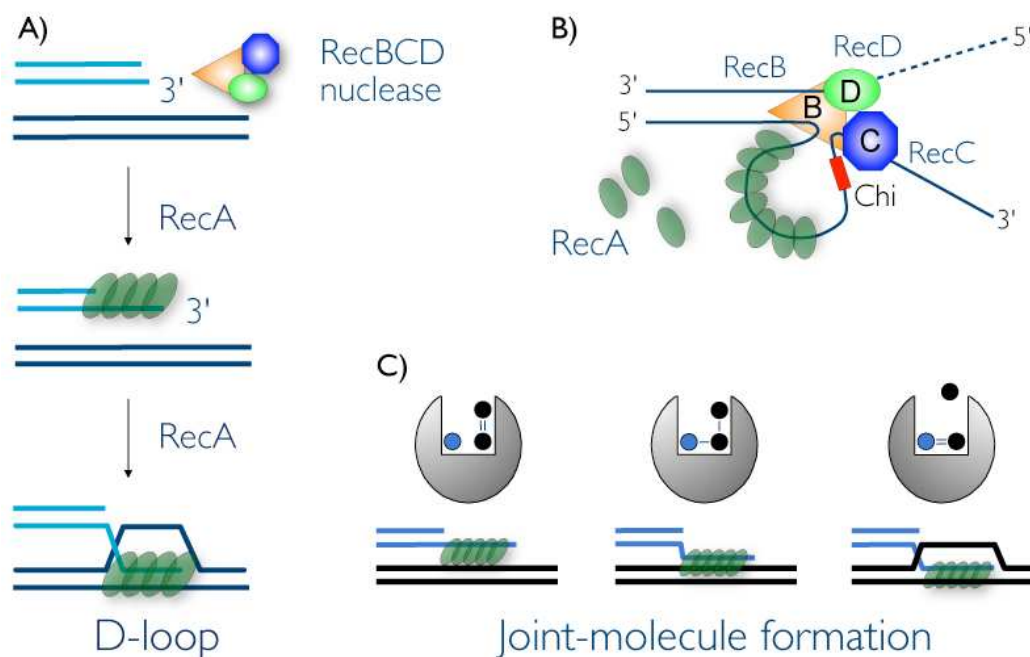 A)
RecBCD
nuclease
3'
RecA
3'
RecA
D-loop
B)
5'
RecD
RecB
3'
D
B
5'
C
RecC
Chi
3'
RecA
C)
Joint-molecule formation